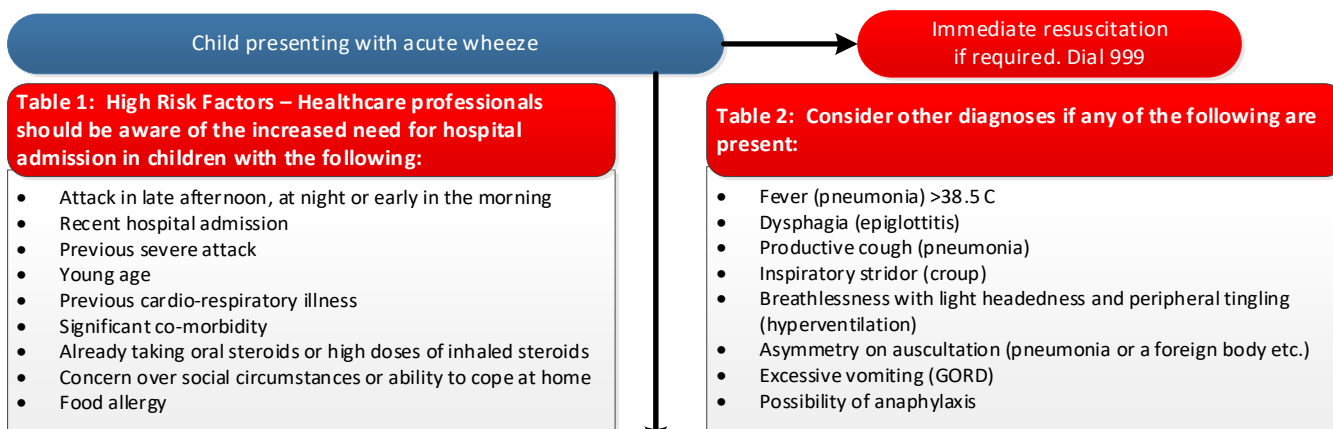 Child presenting with acute wheeze
Immediate resuscitation
if required. Dial 999
Table 1:  High Risk Factors – Healthcare professionals
should be aware of the increased need for hospital
admission in children with the following:
• Attack in late afternoon, at night or early in the morning
• Recent hospital admission
• Previous severe attack
• Young age
• Previous cardio-respiratory illness
• Significant co-morbidity
• Already taking oral steroids or high doses of inhaled steroids
• Concern over social circumstances or ability to cope at home
• Food allergy
Table 2:  Consider other diagnoses if any of the following are
present:
• Fever (pneumonia) >38.5 C
• Dysphagia (epiglottitis)
• Productive cough (pneumonia)
• Inspiratory stridor (croup)
• Breathlessness with light headedness and peripheral tingling
(hyperventilation)
• Asymmetry on auscultation (pneumonia or a foreign body etc.)
• Excessive vomiting (GORD)
• Possibility of anaphylaxis